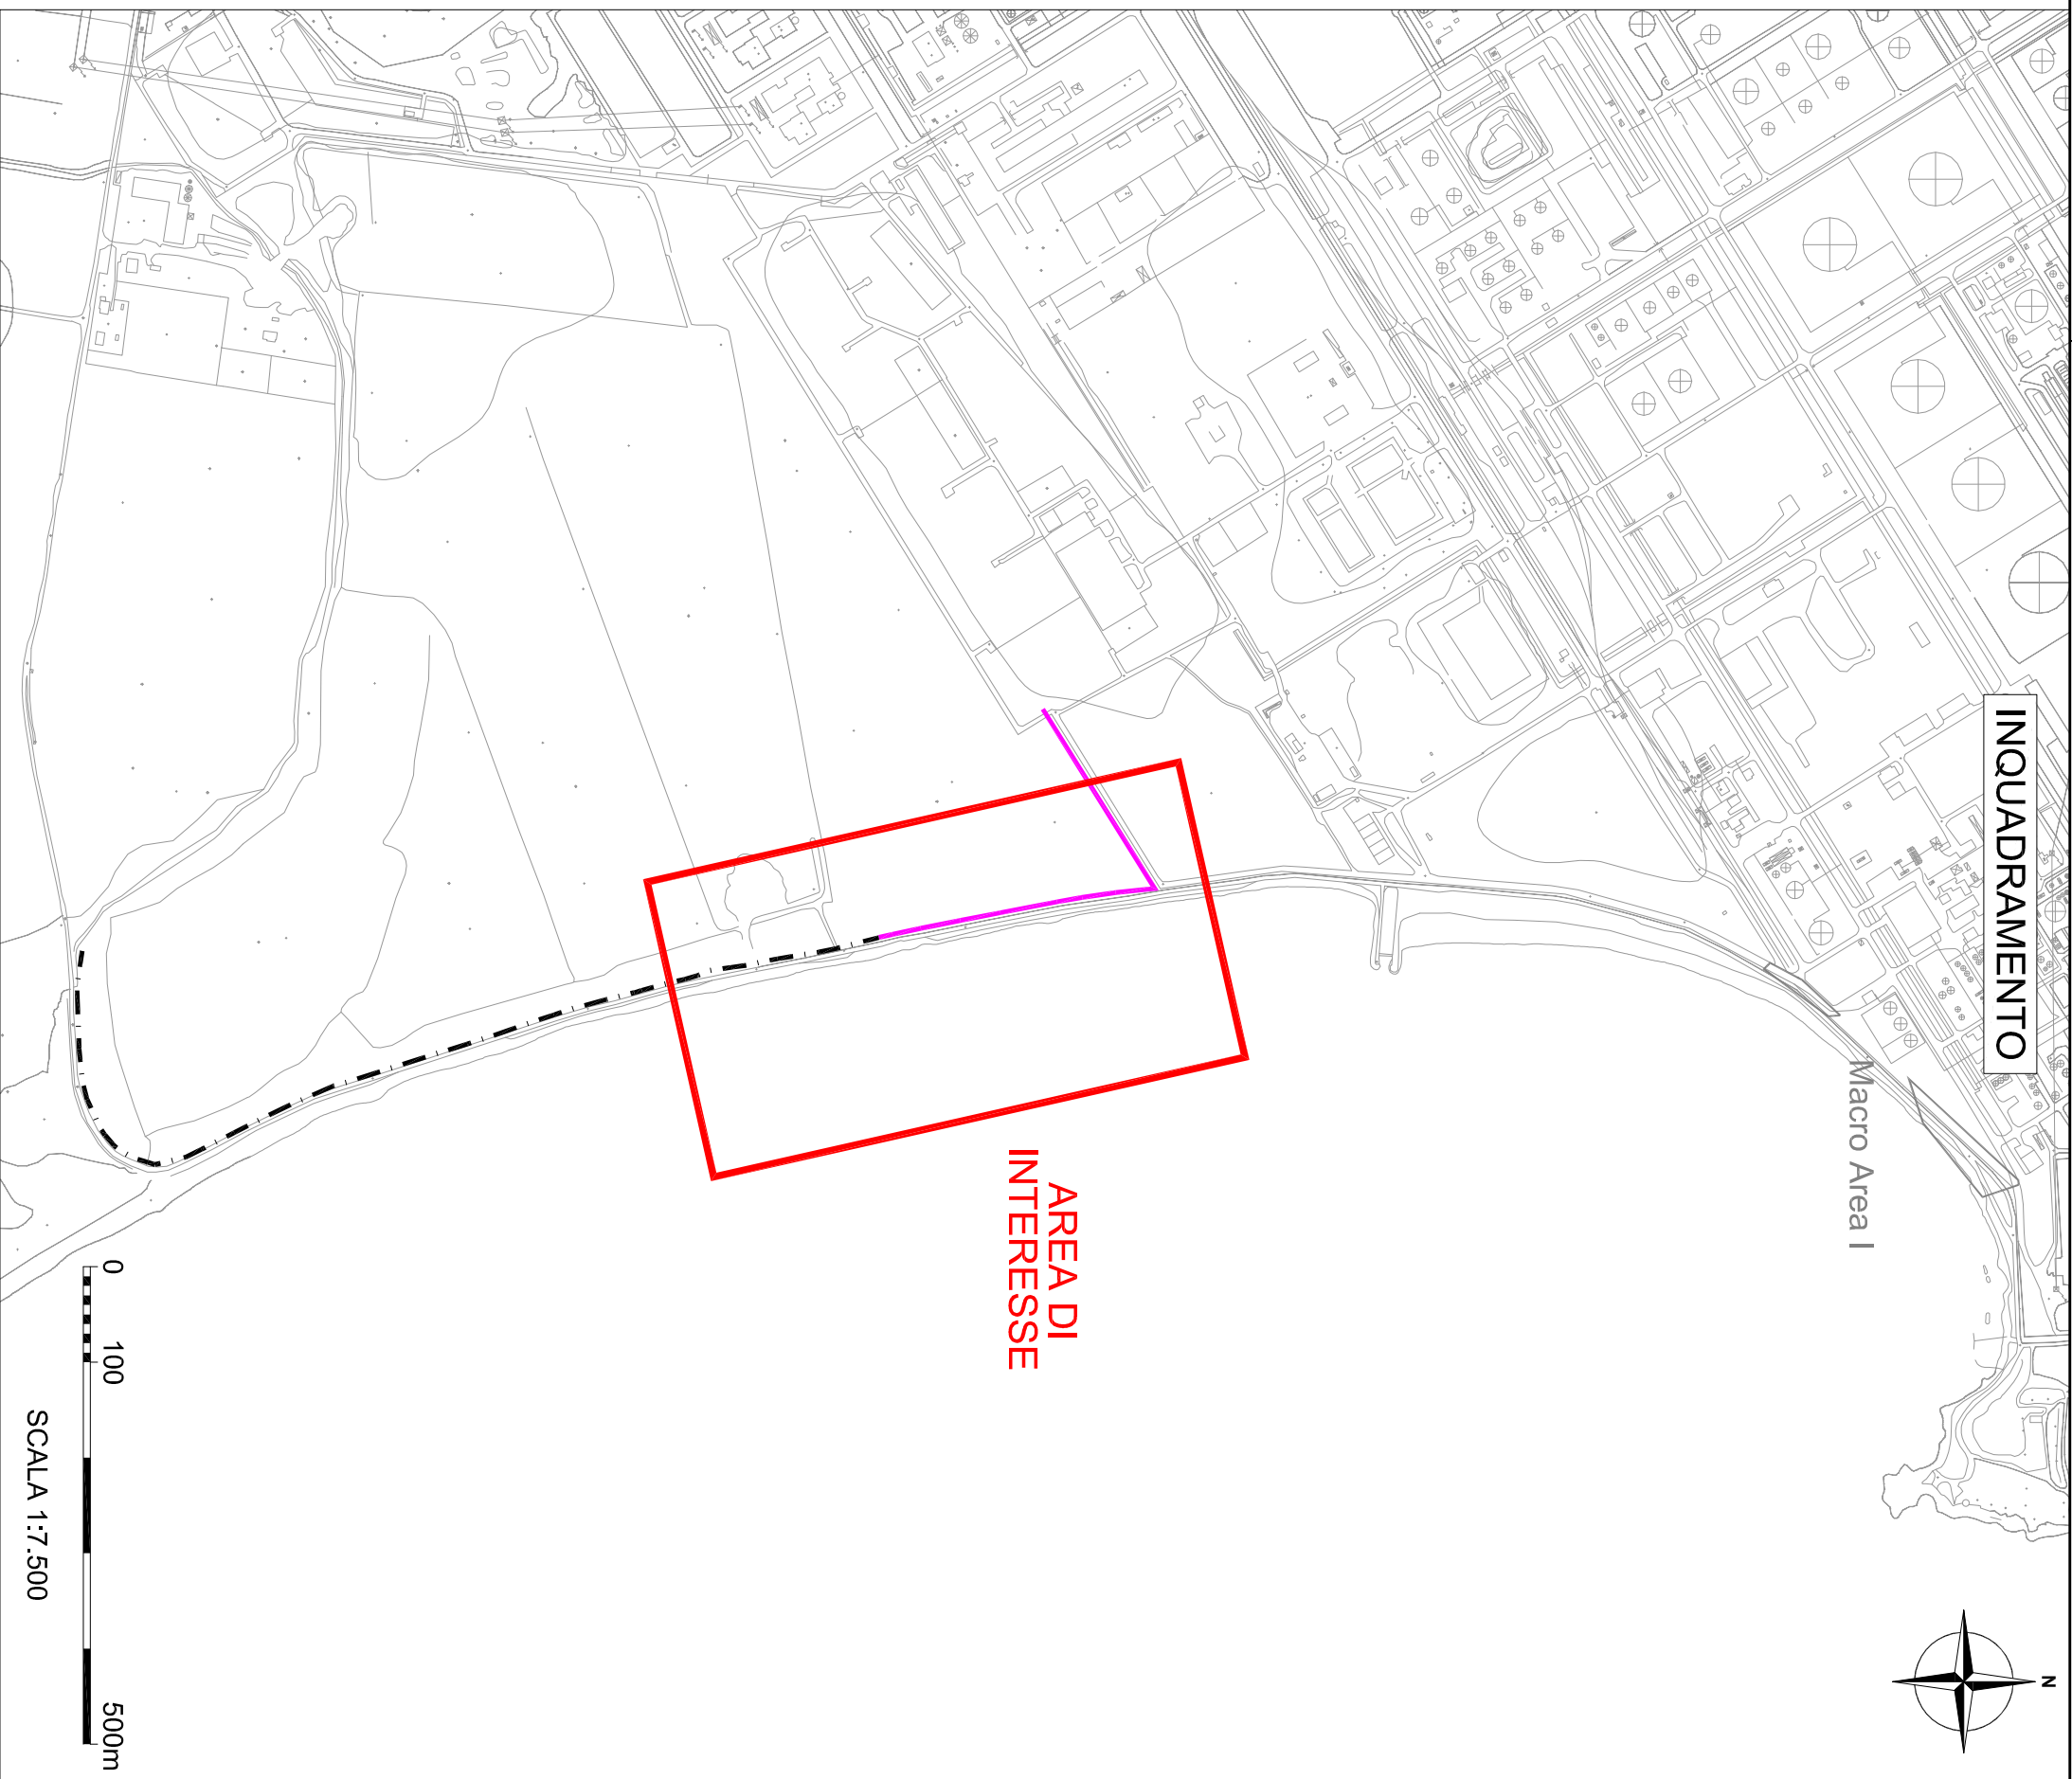 INQUADRAMENTO
N
Macro Area I
AREA DI
INTERESSE
0 100 500m
SCALA 1:7.500